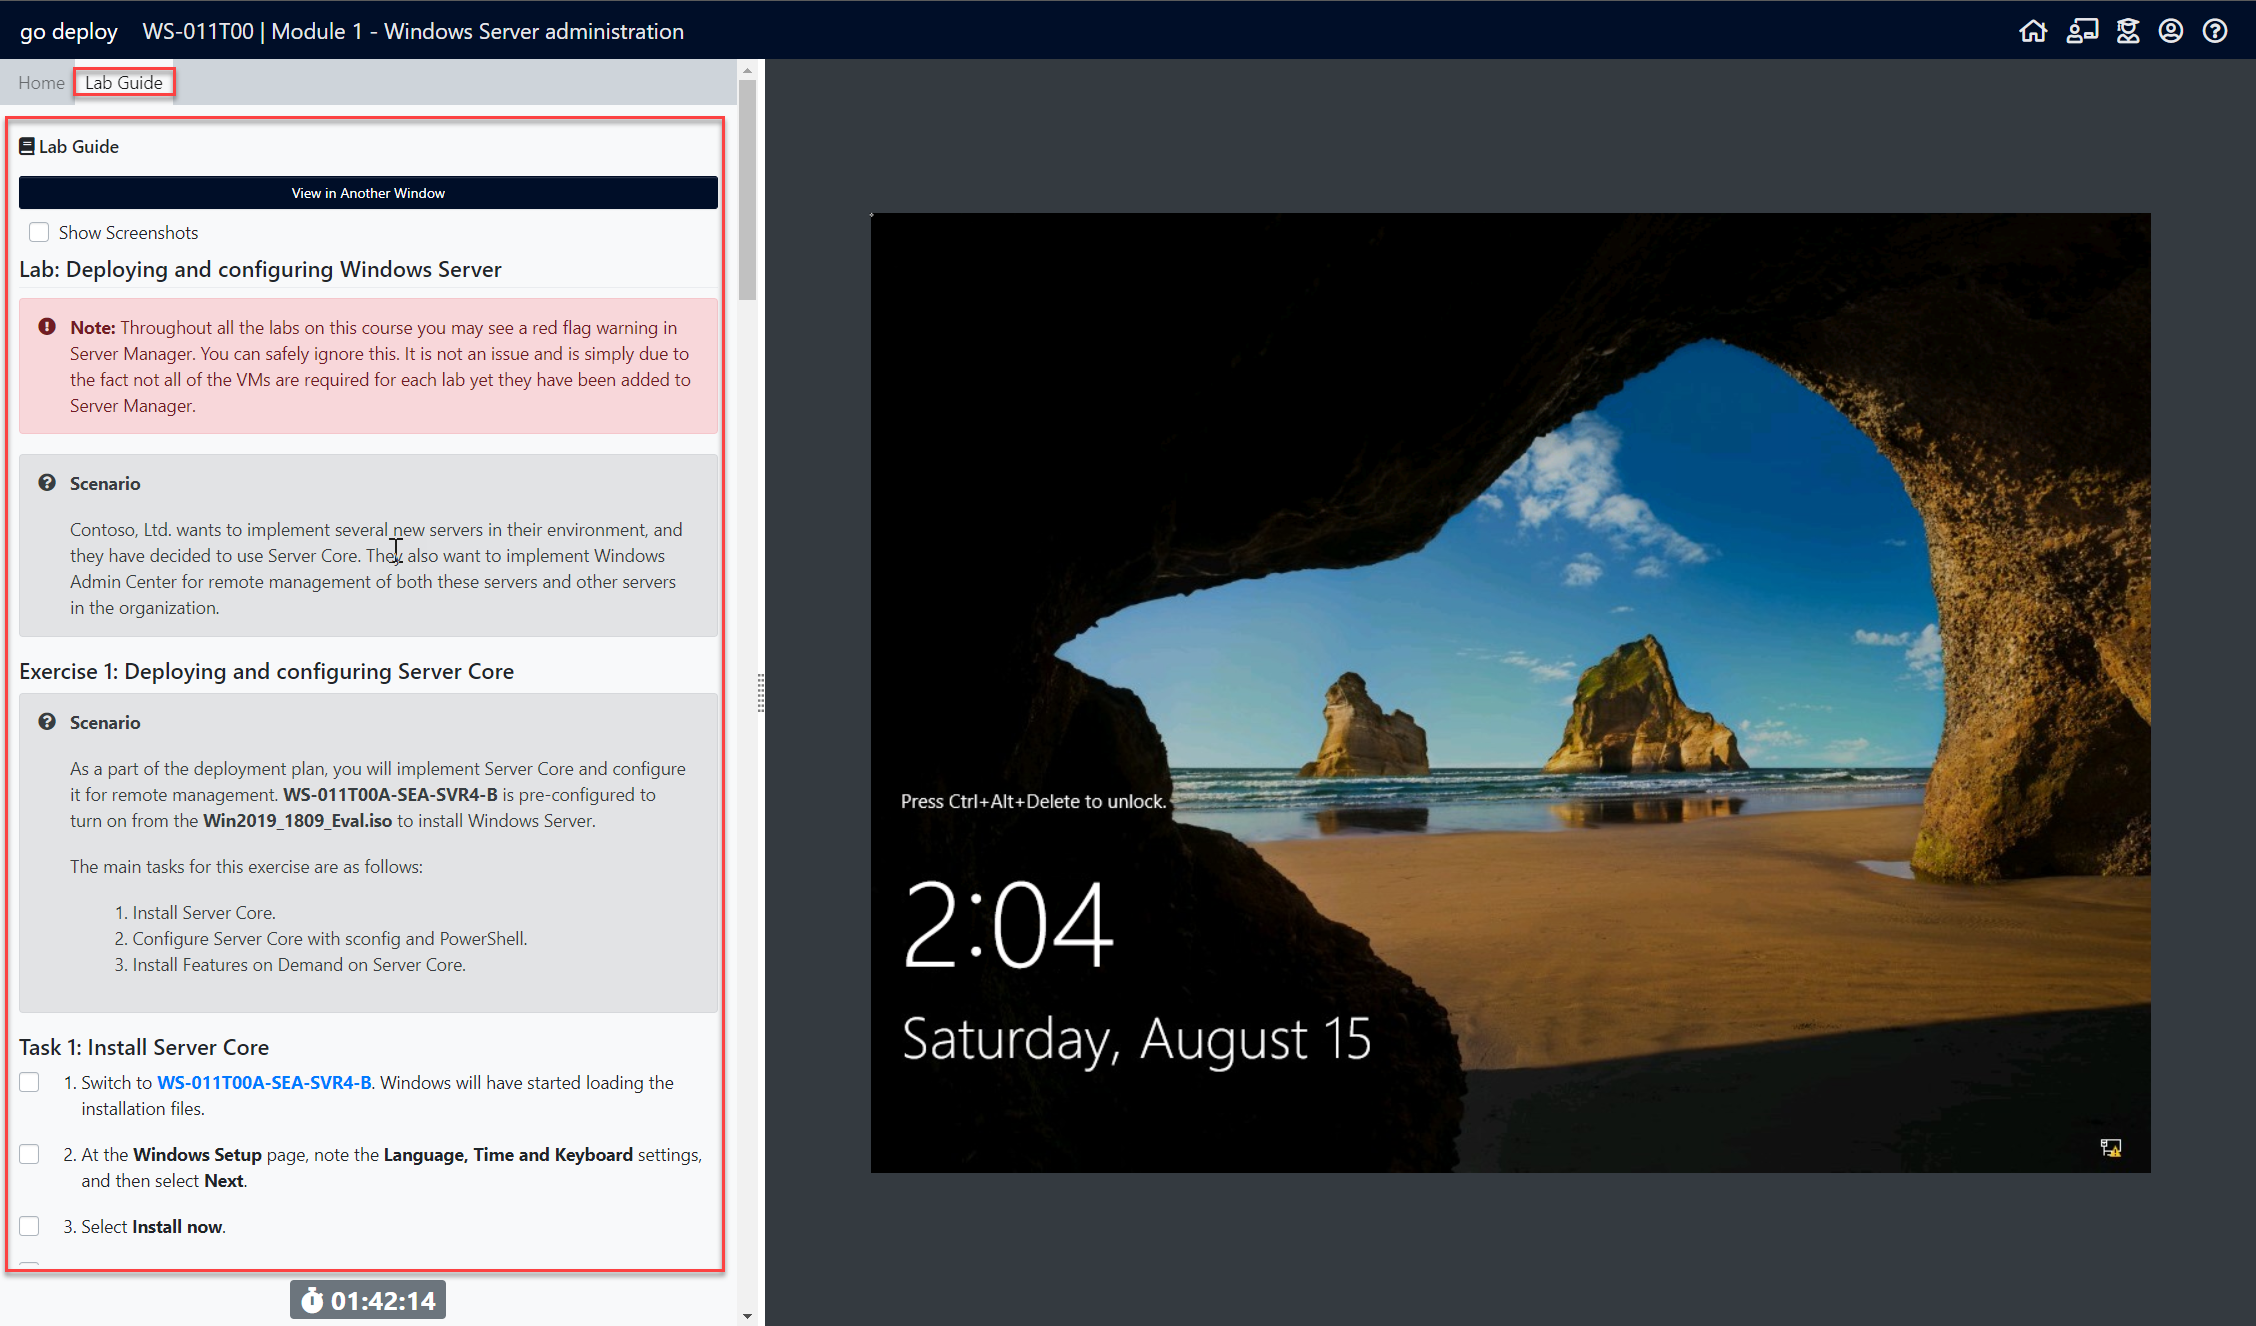 go deploy WS-011T00 | Module 1 - Windows Server administration
Home Lab Guide
Lab Guide
View in Another Window
Show Screenshots
Lab: Deploying and configuring Windows Server
Note: Throughout all the labs on this course you may see a red flag warning in
Server Manager. You can safely ignore this. It is not an issue and is simply due to
the fact not all of the VMs are required for each lab yet they have been added to
Server Manager.
Scenario
Contoso, Ltd. wants to implement several new servers in their environment, and
they have decided to use Server Core. They also want to implement Windows
Admin Center for remote management of both these servers and other servers
in the organization.
Exercise 1: Deploying and configuring Server Core
Scenario
As a part of the deployment plan, you will implement Server Core and configure
it for remote management. WS-011T00A-SEA-SVR4-B is pre-configured to
turn on from the Win2019_1809_Eval.iso to install Windows Server.
The main tasks for this exercise are as follows:
1. Install Server Core.
2. Configure Server Core with sconfig and PowerShell.
3. Install Features on Demand on Server Core.
Task 1: Install Server Core
1. Switch to WS-011T00A-SEA-SVR4-B. Windows will have started loading the
installation files.
2. At the Windows Setup page, note the Language, Time and Keyboard settings,
and then select Next.
3. Select Install now.
01:42:14
Press Ctrl+Alt+Delete to unlock.
2:04
Saturday, August 15